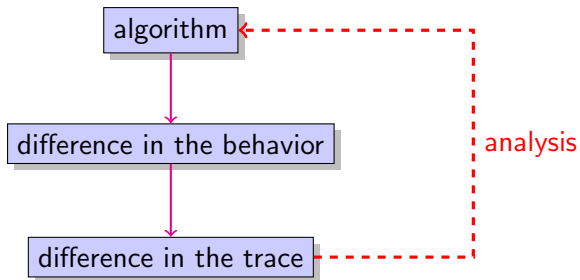 algorithm
difference in the behavior
analysis
difference in the trace